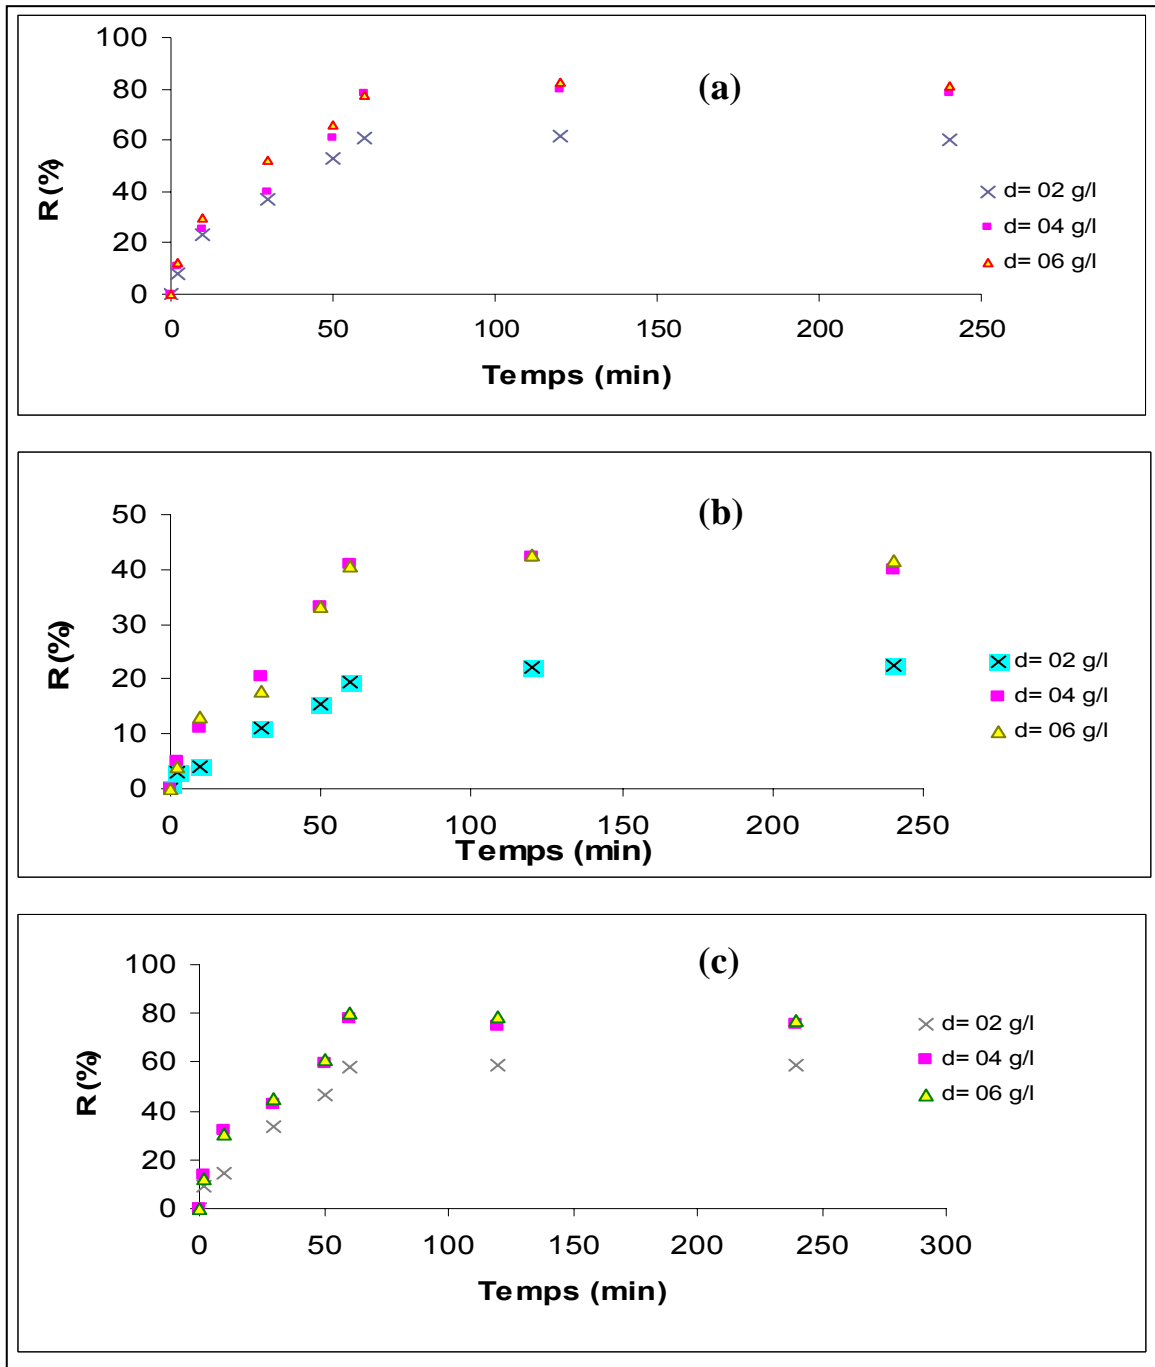 100
80
60
40
20
0
R(%)
(a)
0 50 100 150 200 250
Temps (min)
d= 02 g/l
d= 04 g/l
d= 06 g/l
50
40
30
20
10
0
R(%)
(b)
0 50 100 150 200 250
Temps (min)
d= 02 g/l
d= 04 g/l
d= 06 g/l
100
80
60
40
20
0
R(%)
(c)
0 50 100 150 200 250 300
Temps (min)
d= 02 g/l
d= 04 g/l
d= 06 g/l